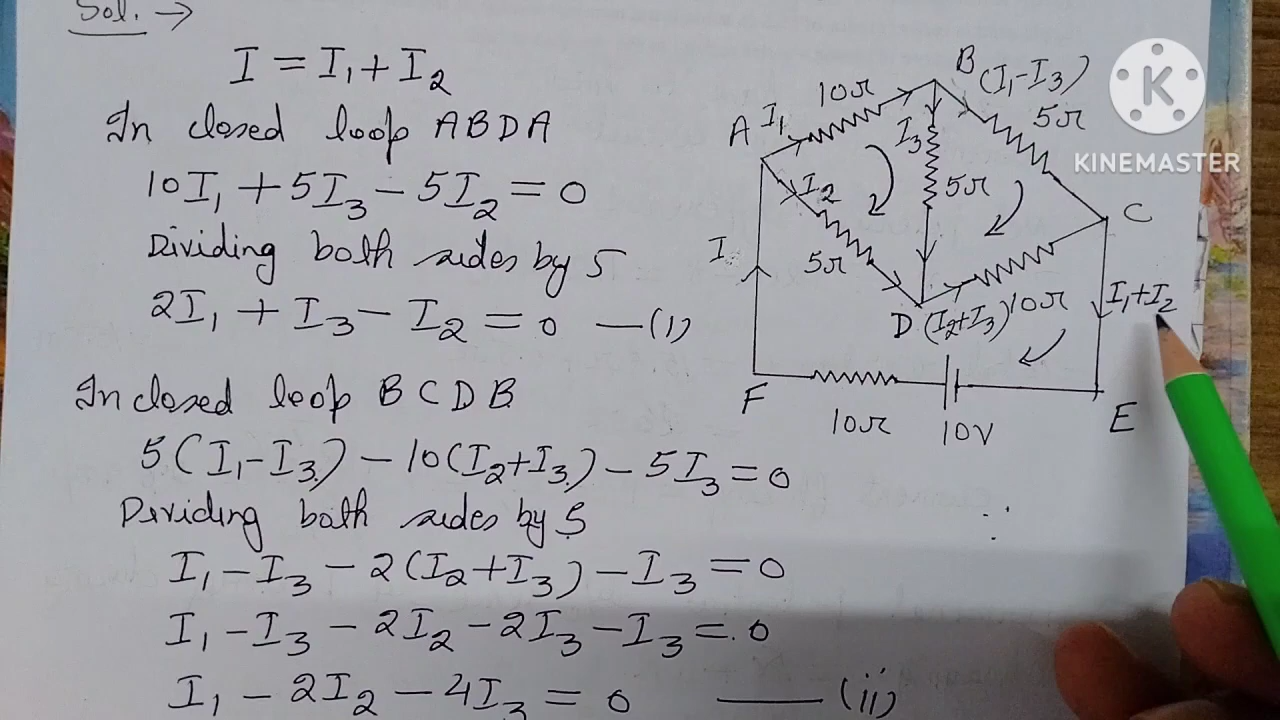 Sol. →
I = I₁ + I₂
In closed loop ABDA
10I₁ + 5I₃ - 5I₂ = 0
Dividing both sides by 5
2I₁ + I₃ - I₂ = 0 —(i)
In closed loop BCDB
5(I₁-I₃) - 10(I₂+I₃) - 5I₃ = 0
Dividing both sides by 5
I₁ - I₃ - 2(I₂+I₃) - I₃ = 0
I₁ - I₃ - 2I₂ - 2I₃ - I₃ = 0
I₁ - 2I₂ - 4I₃ = 0 —(ii)
B (I₁-I₃)
10Ω
5Ω
A I₁
I₃
KINEMASTER
I₂
5Ω
C
I
5Ω
I₁+I₂
D (I₂+I₃) 10Ω
F
E
10Ω 10V
∴